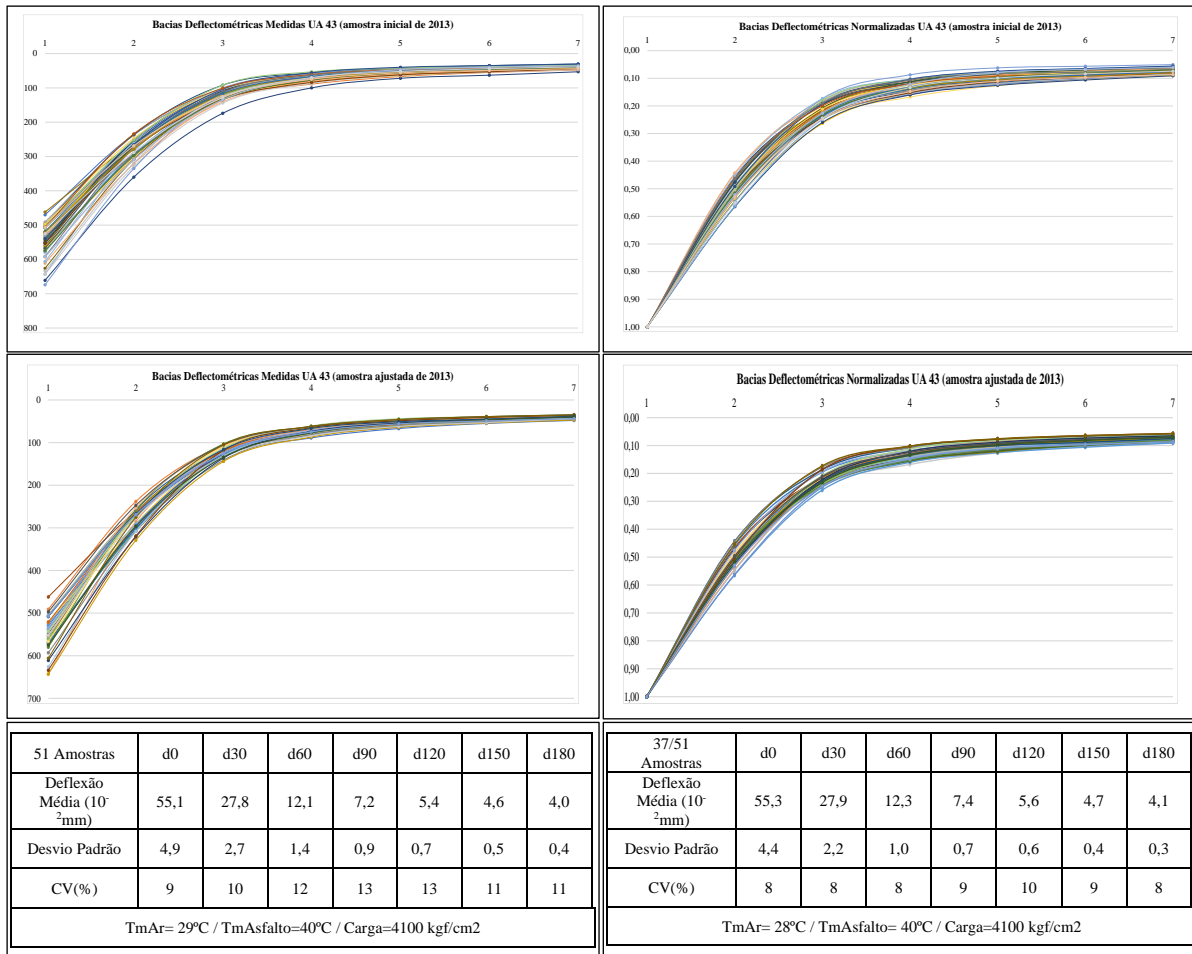 Bacias Deflectométricas Medidas UA 43 (amostra inicial de 2013)
1 2 3 4 5 6 7
0
100
200
300
400
500
600
700
800
Bacias Deflectométricas Normalizadas UA 43 (amostra inicial de 2013)
1 2 3 4 5 6 7
0,00
0,10
0,20
0,30
0,40
0,50
0,60
0,70
0,80
0,90
1,00
Bacias Deflectométricas Medidas UA 43 (amostra ajustada de 2013)
1 2 3 4 5 6 7
0
100
200
300
400
500
600
700
Bacias Deflectométricas Normalizadas UA 43 (amostra ajustada de 2013)
1 2 3 4 5 6 7
0,00
0,10
0,20
0,30
0,40
0,50
0,60
0,70
0,80
0,90
1,00
51 Amostras d0 d30 d60 d90 d120 d150 d180
Deflexão
Média (10-
2mm) 55,1 27,8 12,1 7,2 5,4 4,6 4,0
Desvio Padrão 4,9 2,7 1,4 0,9 0,7 0,5 0,4
CV(%) 9 10 12 13 13 11 11
TmAr= 29ºC / TmAsfalto=40ºC / Carga=4100 kgf/cm2
37/51
Amostras d0 d30 d60 d90 d120 d150 d180
Deflexão
Média (10-
2mm) 55,3 27,9 12,3 7,4 5,6 4,7 4,1
Desvio Padrão 4,4 2,2 1,0 0,7 0,6 0,4 0,3
CV(%) 8 8 8 9 10 9 8
TmAr= 28ºC / TmAsfalto= 40ºC / Carga=4100 kgf/cm2